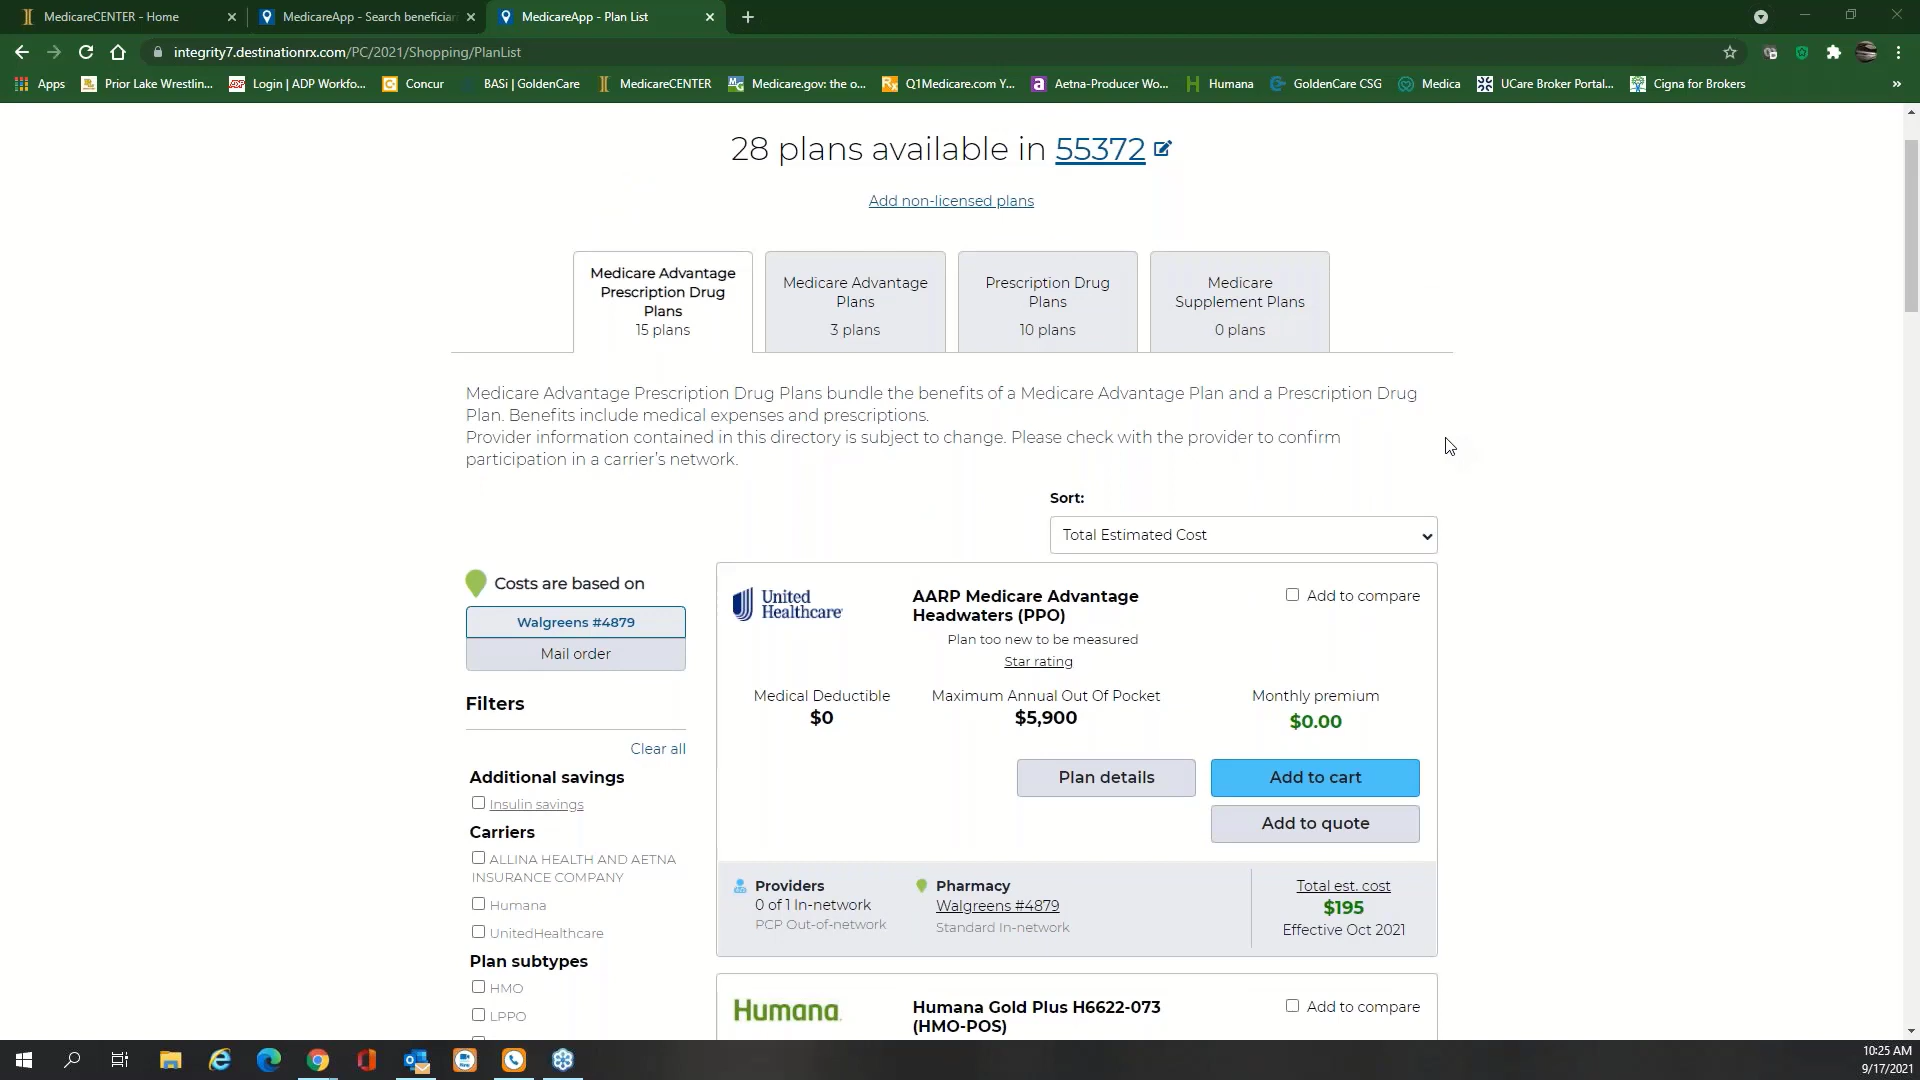 MedicareCENTER - Home
MedicareApp - Search beneficiar
MedicareApp - Plan List
integrity7.destinationrx.com/PC/2021/Shopping/PlanList
Apps
Prior Lake Wrestlin...
Login | ADP Workfo...
Concur
BASi | GoldenCare
MedicareCENTER
Medicare.gov: the o...
Q1Medicare.com Y...
Aetna-Producer Wo...
Humana
GoldenCare CSG
Medica
UCare Broker Portal...
Cigna for Brokers
»
28 plans available in 55372
Add non-licensed plans
Medicare Advantage
Prescription Drug
Plans
15 plans
Medicare Advantage
Plans
3 plans
Prescription Drug
Plans
10 plans
Medicare
Supplement Plans
0 plans
Medicare Advantage Prescription Drug Plans bundle the benefits of a Medicare Advantage Plan and a Prescription Drug
Plan. Benefits include medical expenses and prescriptions.
Provider information contained in this directory is subject to change. Please check with the provider to confirm
participation in a carrier's network.
Sort:
Total Estimated Cost
Costs are based on
Walgreens #4879
Mail order
Filters
Clear all
Additional savings
Insulin savings
Carriers
ALLINA HEALTH AND AETNA
INSURANCE COMPANY
Humana
UnitedHealthcare
Plan subtypes
HMO
LPPO
United
Healthcare
AARP Medicare Advantage
Headwaters (PPO)
Add to compare
Plan too new to be measured
Star rating
Medical Deductible
$0
Maximum Annual Out Of Pocket
$5,900
Monthly premium
$0.00
Plan details
Add to cart
Add to quote
Providers
0 of 1 In-network
PCP Out-of-network
Pharmacy
Walgreens #4879
Standard In-network
Total est. cost
$195
Effective Oct 2021
Humana
Humana Gold Plus H6622-073
(HMO-POS)
Add to compare
10:25 AM
9/17/2021